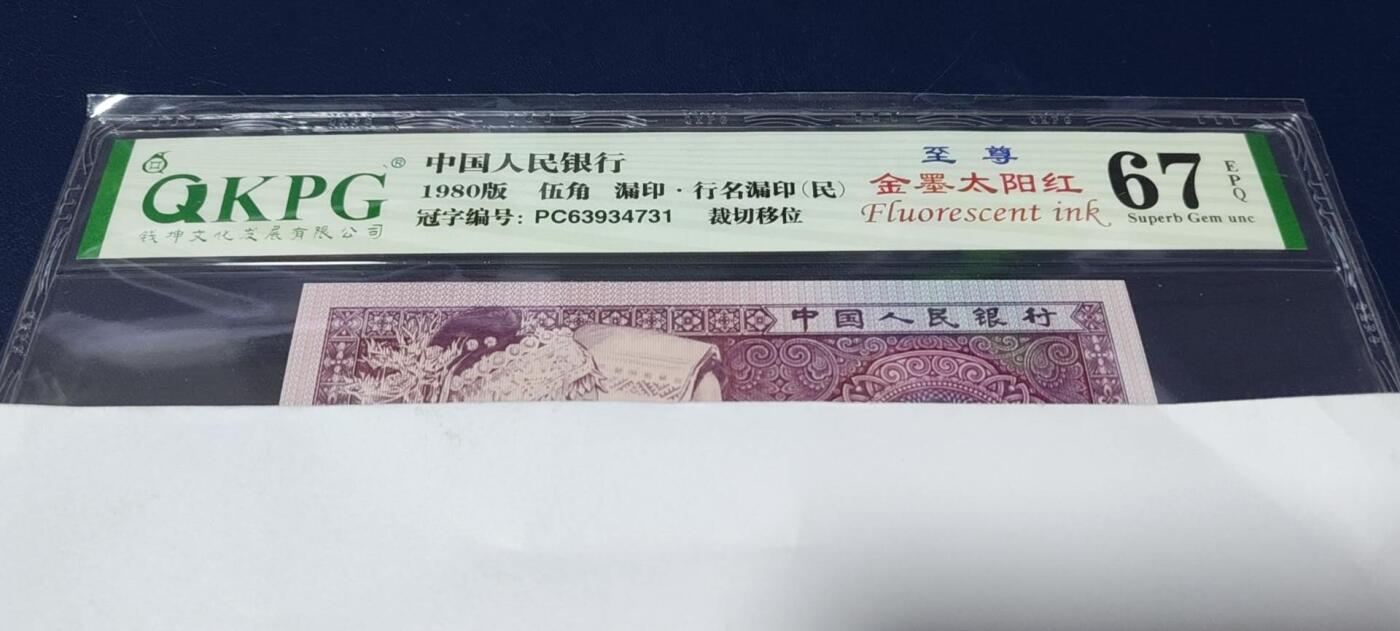 QKPG®
钱坤文化发展有限公司
中国人民银行
1980版 伍角 漏印·行名漏印(民)
冠字编号: PC63934731 裁切移位
至尊
金墨太阳红
Fluorescent ink
67
EPQ
Superb Gem unc
中国人民银行